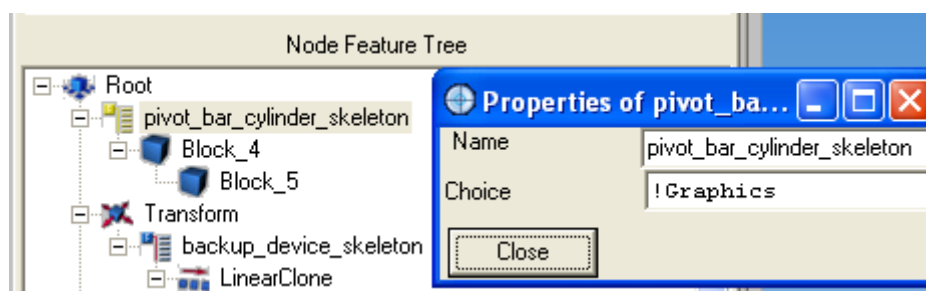 Node Feature Tree
Root
pivot_bar_cylinder_skeleton
Block_4
Block_5
Transform
backup_device_skeleton
LinearClone
Properties of pivot_ba...
Name
pivot_bar_cylinder_skeleton
Choice
!Graphics
Close